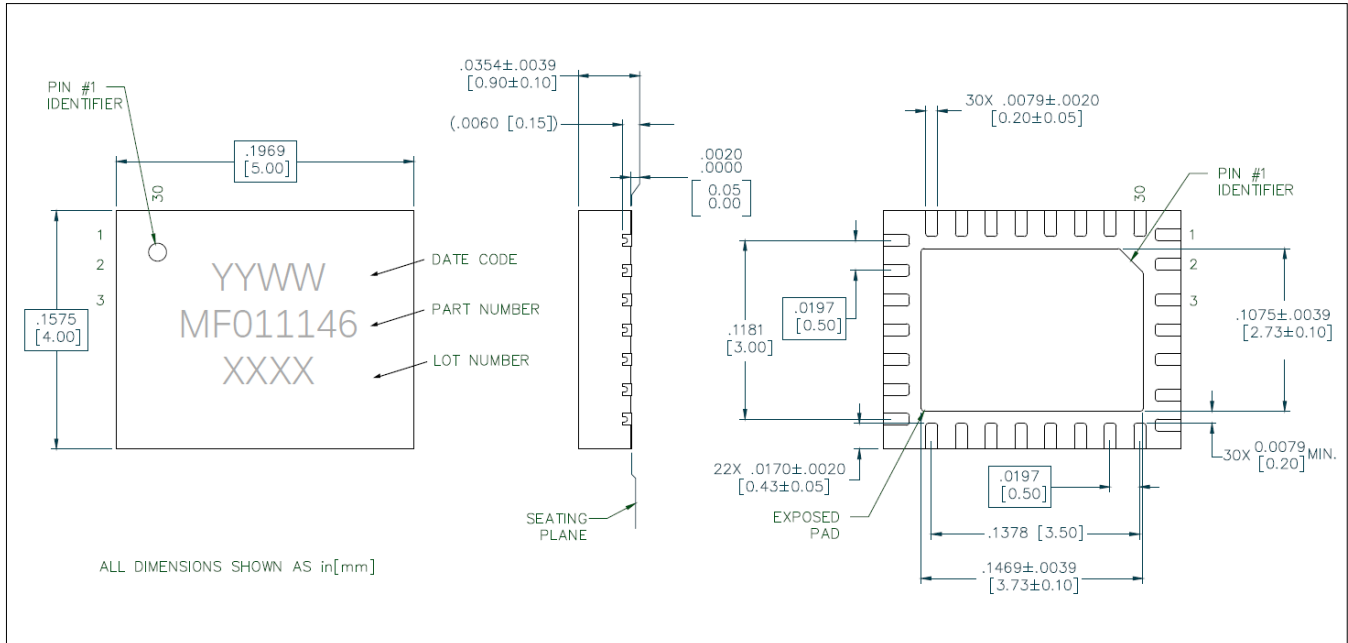 PIN #1
IDENTIFIER
.1969
[5.00]
30
1
2
3
.1575
[4.00]
YYWW
MF011146
XXXX
DATE CODE
PART NUMBER
LOT NUMBER
ALL DIMENSIONS SHOWN AS in[mm]
.0354±.0039
[0.90±0.10]
(.0060 [0.15])
.0020
.0000
[0.05
0.00]
SEATING
PLANE
30X .0079±.0020
[0.20±0.05]
PIN #1
IDENTIFIER
30
1
2
3
.0197
[0.50]
.1181
[3.00]
.1075±.0039
[2.73±0.10]
22X .0170±.0020
[0.43±0.05]
30X 0.0079 MIN.
[0.20]
.0197
[0.50]
EXPOSED
PAD
.1378 [3.50]
.1469±.0039
[3.73±0.10]